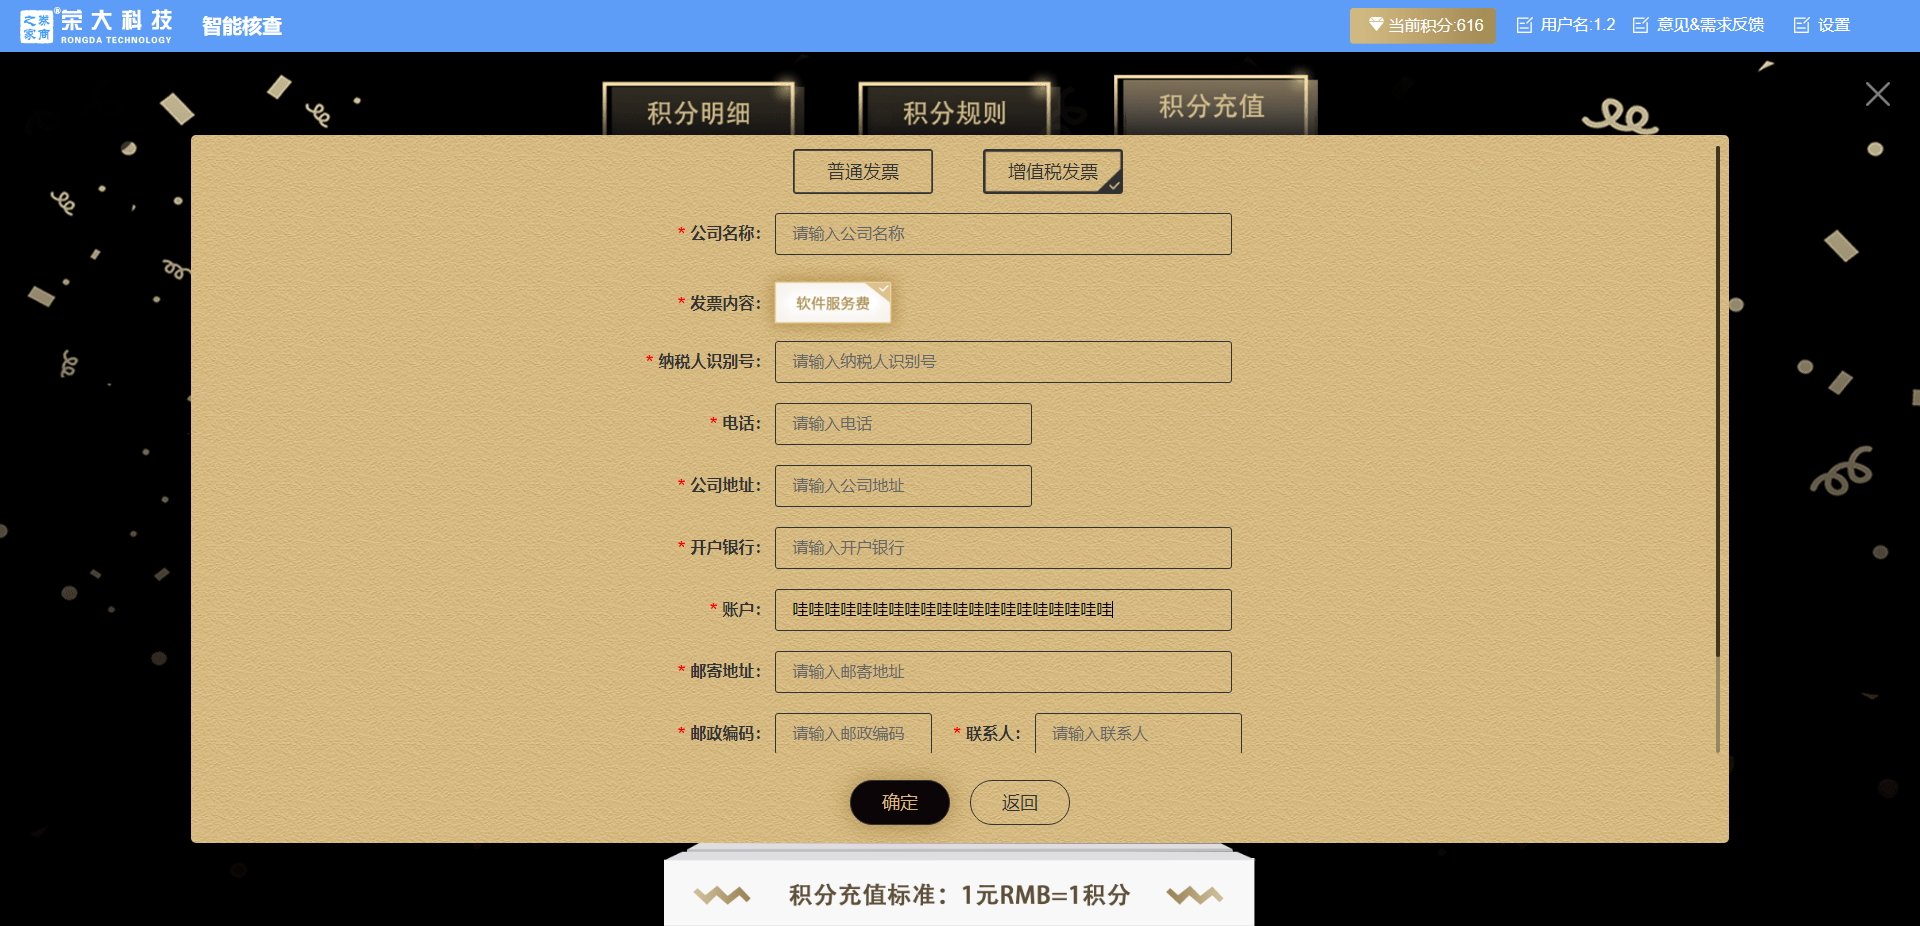 券商之家®荣大科技
RONGDA TECHNOLOGY
智能核查
当前积分:616
用户名:1.2
意见&需求反馈
设置
积分明细
积分规则
积分充值
普通发票
增值税发票
* 公司名称：
请输入公司名称
* 发票内容：
软件服务费
* 纳税人识别号：
请输入纳税人识别号
* 电话：
请输入电话
* 公司地址：
请输入公司地址
* 开户银行：
请输入开户银行
* 账户：
哇哇哇哇哇哇哇哇哇哇哇哇哇哇哇哇哇哇哇哇
* 邮寄地址：
请输入邮寄地址
* 邮政编码：
请输入邮政编码
* 联系人：
请输入联系人
确定
返回
积分充值标准：1元RMB=1积分